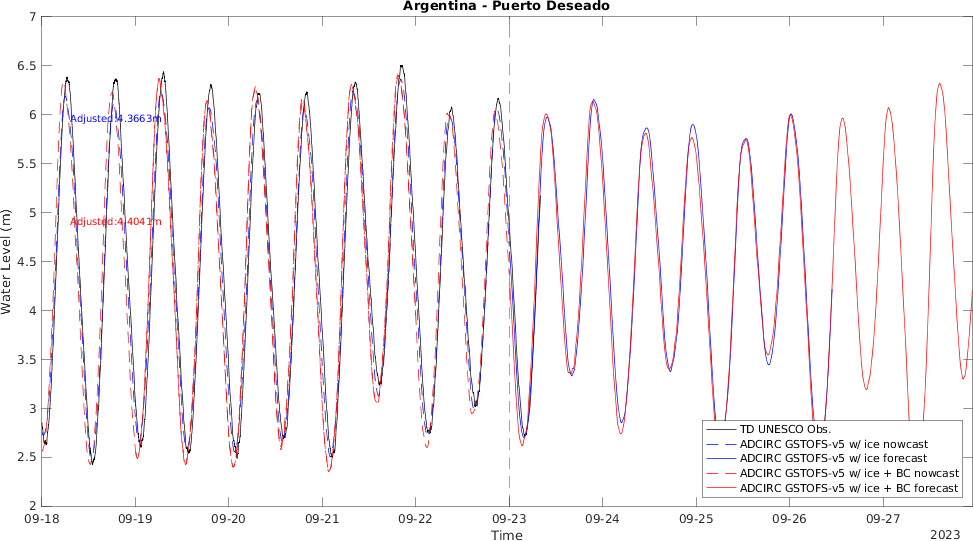 Argentina - Puerto Deseado
7
6.5
6
5.5
5
4.5
4
3.5
3
2.5
2
Water Level (m)
Adjusted:4.3663m
Adjusted:4.4041m
TD UNESCO Obs.
ADCIRC GSTOFS-v5 w/ ice nowcast
ADCIRC GSTOFS-v5 w/ ice forecast
ADCIRC GSTOFS-v5 w/ ice + BC nowcast
ADCIRC GSTOFS-v5 w/ ice + BC forecast
09-18 09-19 09-20 09-21 09-22 09-23 09-24 09-25 09-26 09-27
Time
2023